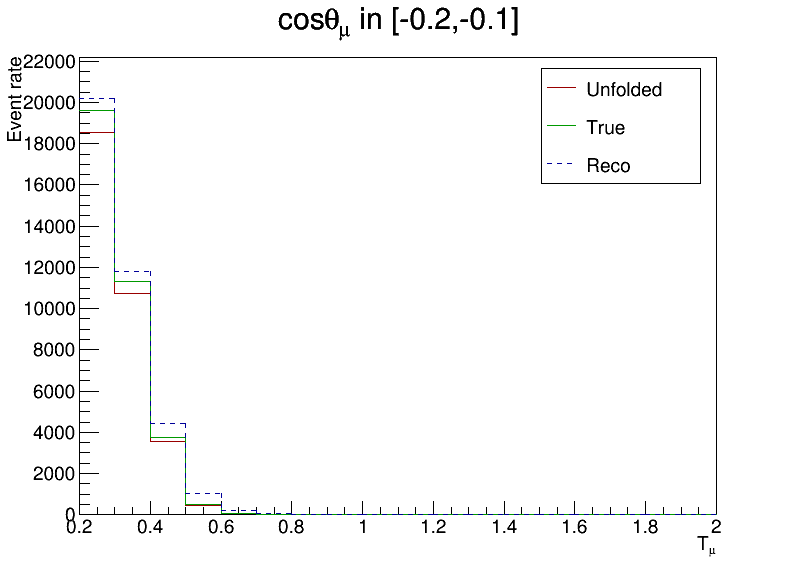 cosθμ in [-0.2,-0.1]
Event rate
22000
20000
18000
16000
14000
12000
10000
8000
6000
4000
2000
0
Unfolded
True
Reco
0.2 0.4 0.6 0.8 1 1.2 1.4 1.6 1.8 2
Tμ